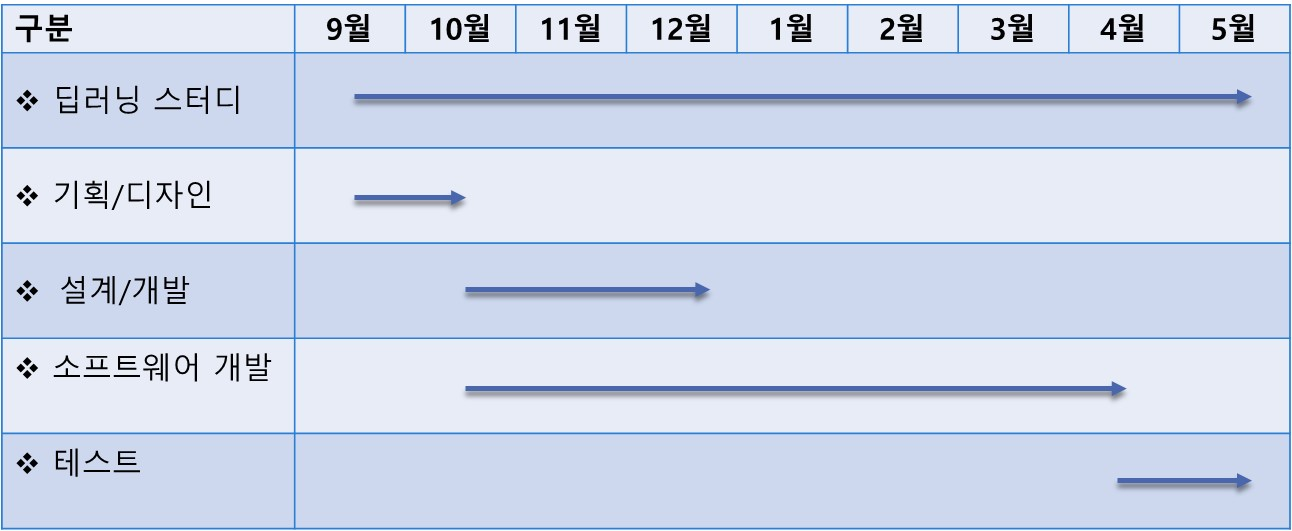 구분 9월 10월 11월 12월 1월 2월 3월 4월 5월
❖ 딥러닝 스터디
❖ 기획/디자인
❖ 설계/개발
❖ 소프트웨어 개발
❖ 테스트